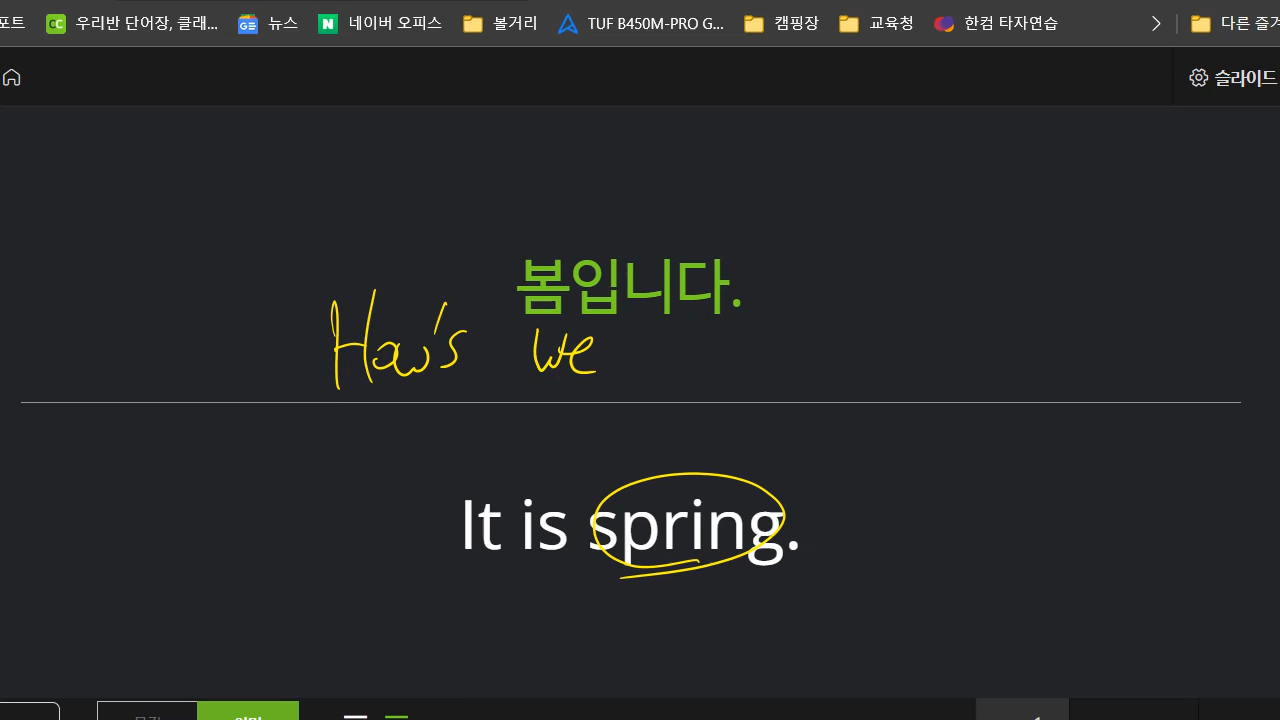 포트 우리반 단어장, 클래... 뉴스 네이버 오피스 볼거리 TUF B450M-PRO G... 캠핑장 교육청 한컴 타자연습 다른 즐겨
슬라이드
봄입니다.
How's we
It is spring.